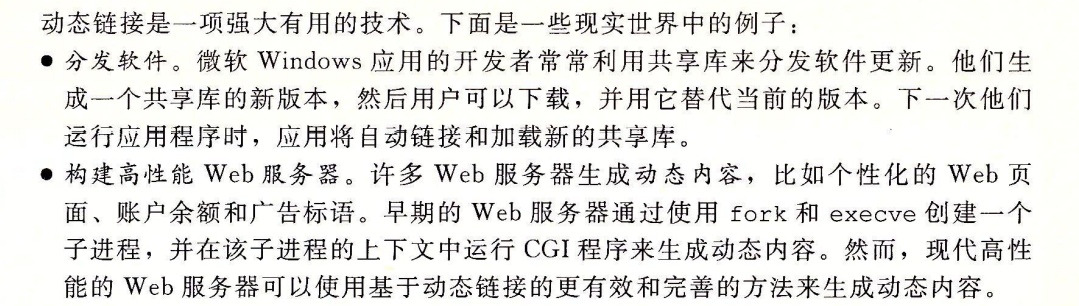 动态链接是一项强大有用的技术。下面是一些现实世界中的例子：
● 分发软件。微软 Windows 应用的开发者常常利用共享库来分发软件更新。他们生
成一个共享库的新版本，然后用户可以下载，并用它替代当前的版本。下一次他们
运行应用程序时，应用将自动链接和加载新的共享库。
● 构建高性能 Web 服务器。许多 Web 服务器生成动态内容，比如个性化的 Web 页
面、账户余额和广告标语。早期的 Web 服务器通过使用 fork 和 execve 创建一个
子进程，并在该子进程的上下文中运行 CGI 程序来生成动态内容。然而，现代高性
能的 Web 服务器可以使用基于动态链接的更有效和完善的方法来生成动态内容。